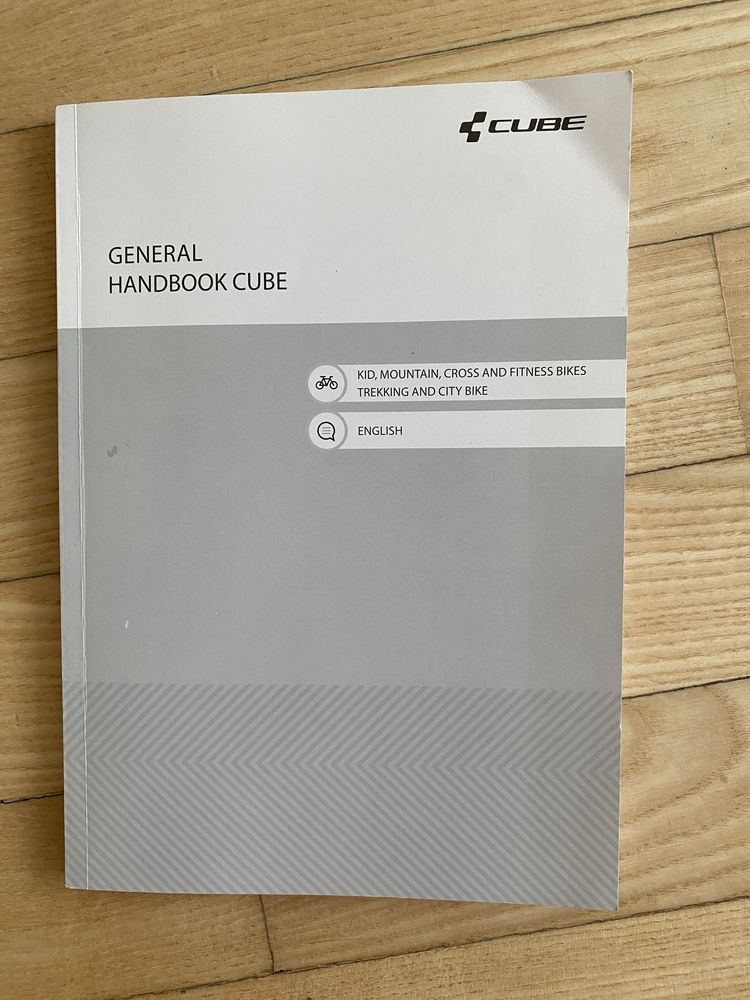 CUBE
GENERAL
HANDBOOK CUBE
KID, MOUNTAIN, CROSS AND FITNESS BIKES
TREKKING AND CITY BIKE
ENGLISH